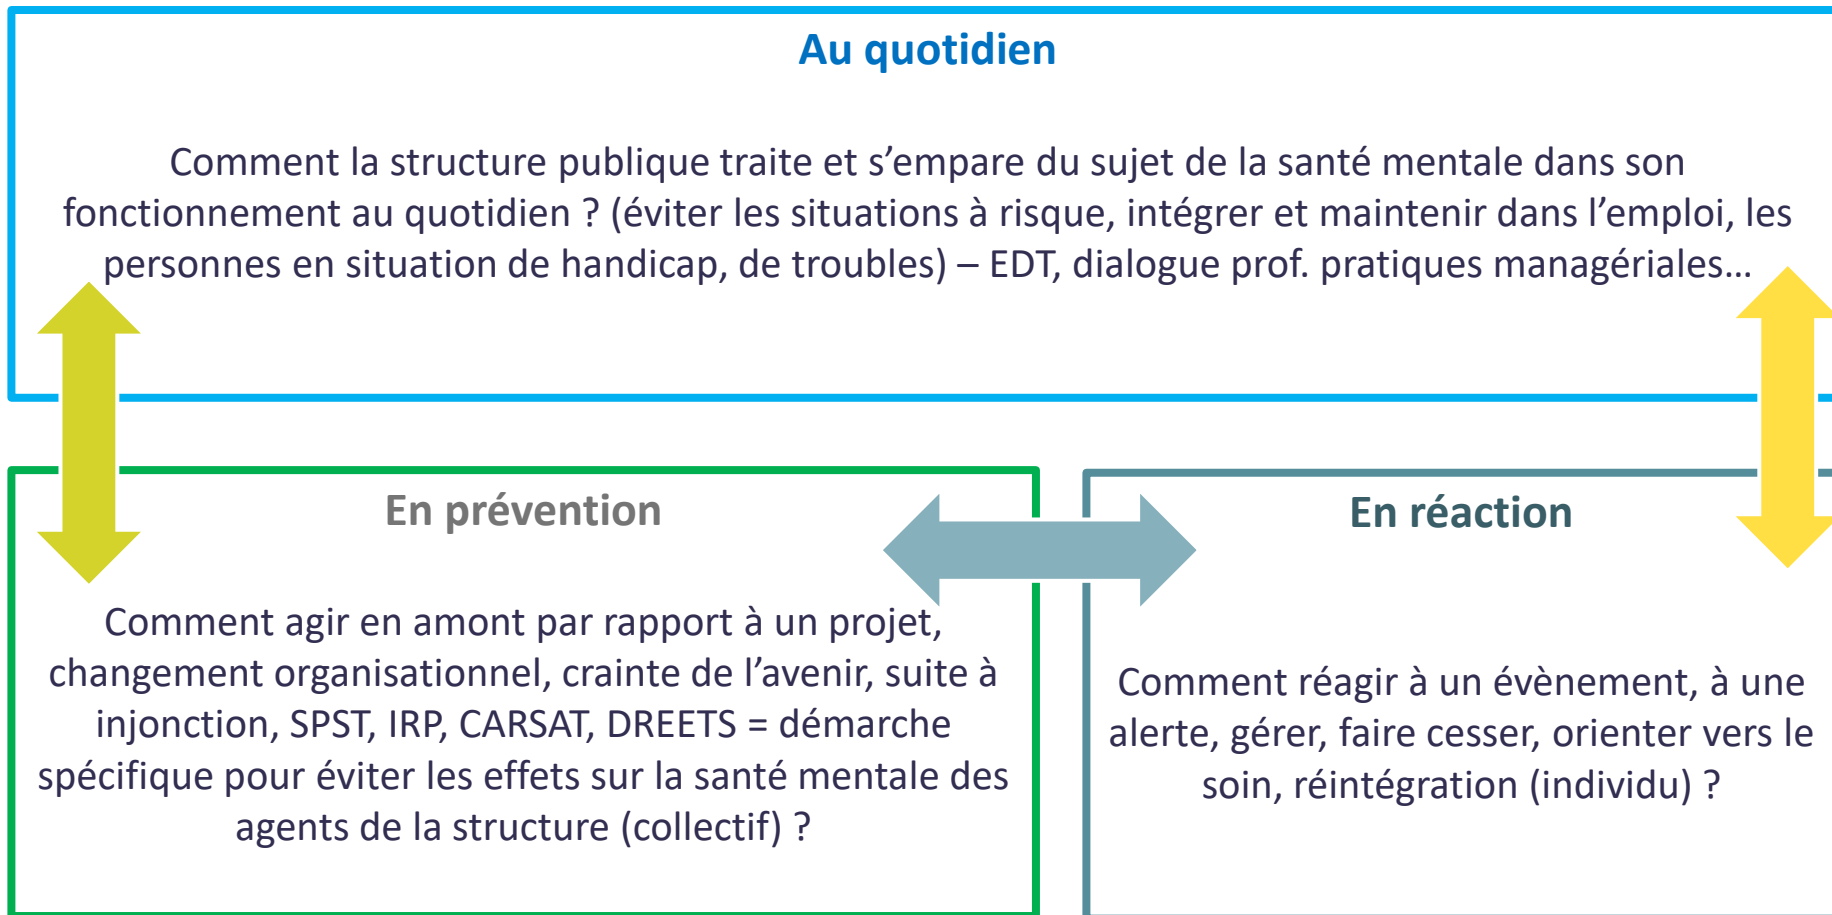 Au quotidien
Comment la structure publique traite et s’empare du sujet de la santé mentale dans son
fonctionnement au quotidien ? (éviter les situations à risque, intégrer et maintenir dans l’emploi, les
personnes en situation de handicap, de troubles) – EDT, dialogue prof. pratiques managériales…
En prévention
Comment agir en amont par rapport à un projet,
changement organisationnel, crainte de l’avenir, suite à
injonction, SPST, IRP, CARSAT, DREETS = démarche
spécifique pour éviter les effets sur la santé mentale des
agents de la structure (collectif) ?
En réaction
Comment réagir à un évènement, à une
alerte, gérer, faire cesser, orienter vers le
soin, réintégration (individu) ?